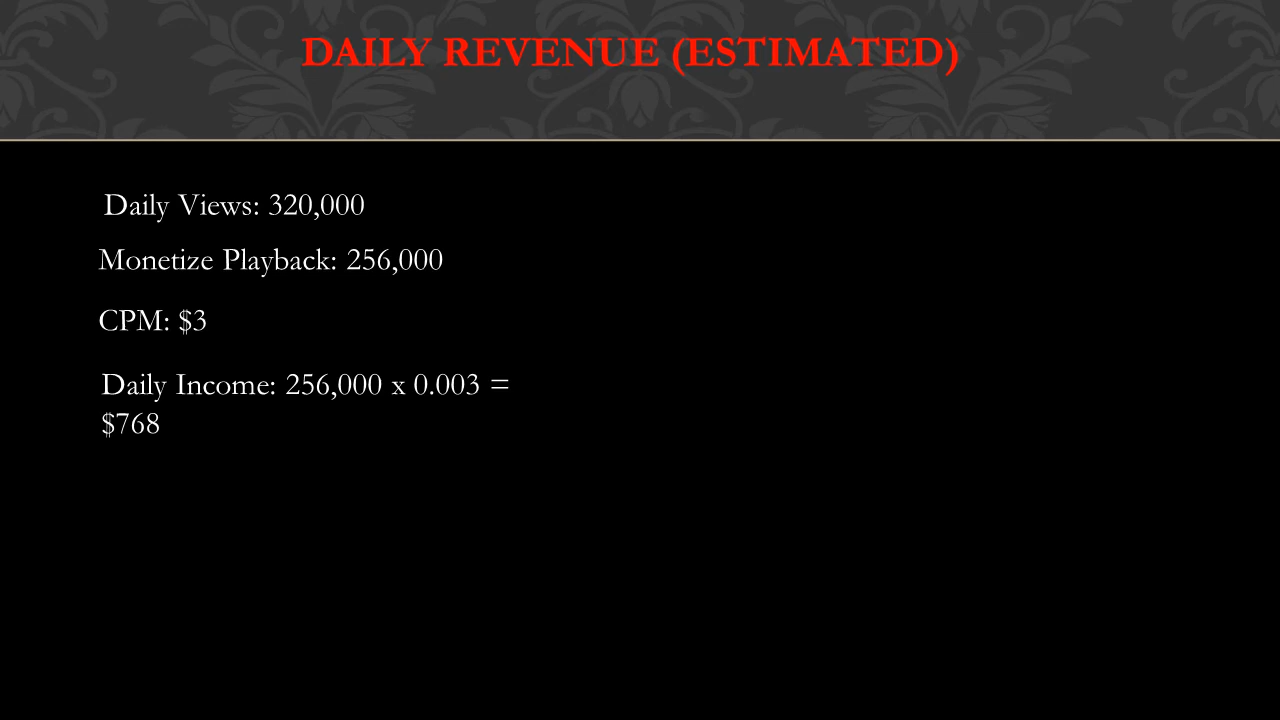 DAILY REVENUE (ESTIMATED)
Daily Views: 320,000
Monetize Playback: 256,000
CPM: $3
Daily Income: 256,000 x 0.003 =
$768